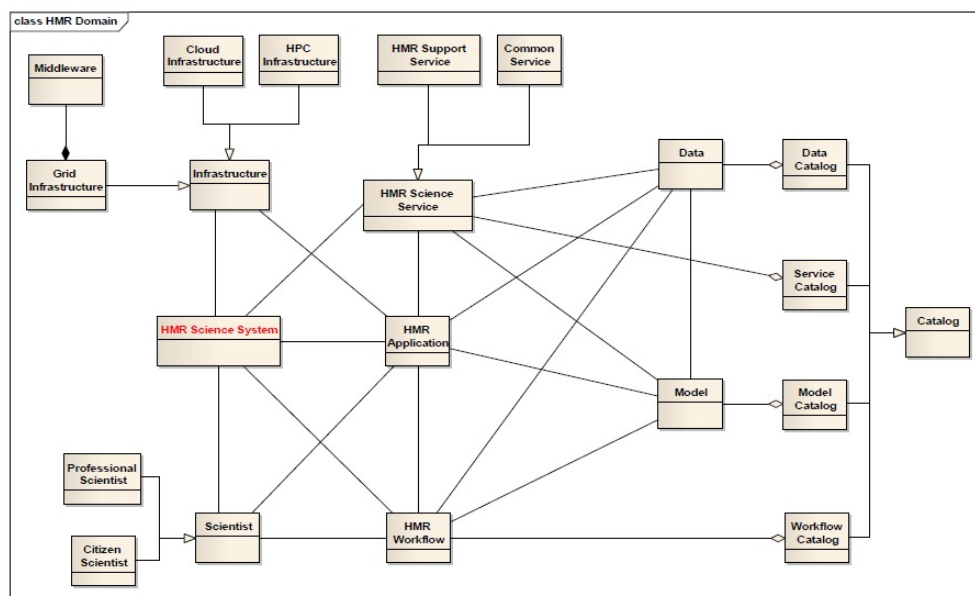 class HMR Domain
Middleware
Cloud
Infrastructure
HPC
Infrastructure
HMR Support
Service
Common
Service
Grid
Infrastructure
Infrastructure
HMR Science
Service
Data
Data
Catalog
Service
Catalog
HMR Science System
HMR
Application
Catalog
Model
Model
Catalog
Professional
Scientist
Citizen
Scientist
Scientist
HMR
Workflow
Workflow
Catalog